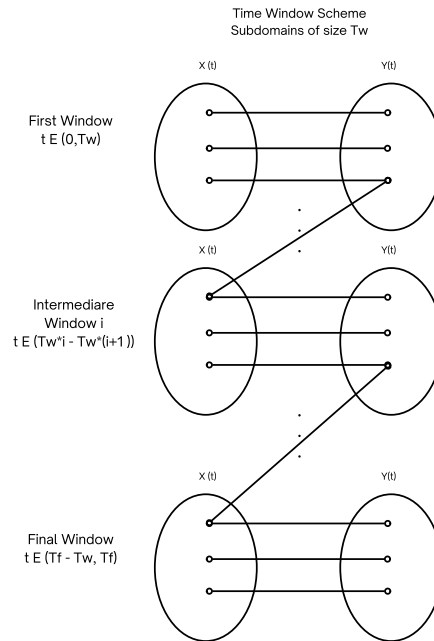 Time Window Scheme
Subdomains of size Tw
X (t)
Y(t)
First Window
t E (0,Tw)
X (t)
Y(t)
Intermediare
Window i
t E (Tw*i - Tw*(i+1))
X (t)
Y(t)
Final Window
t E (Tf - Tw, Tf)